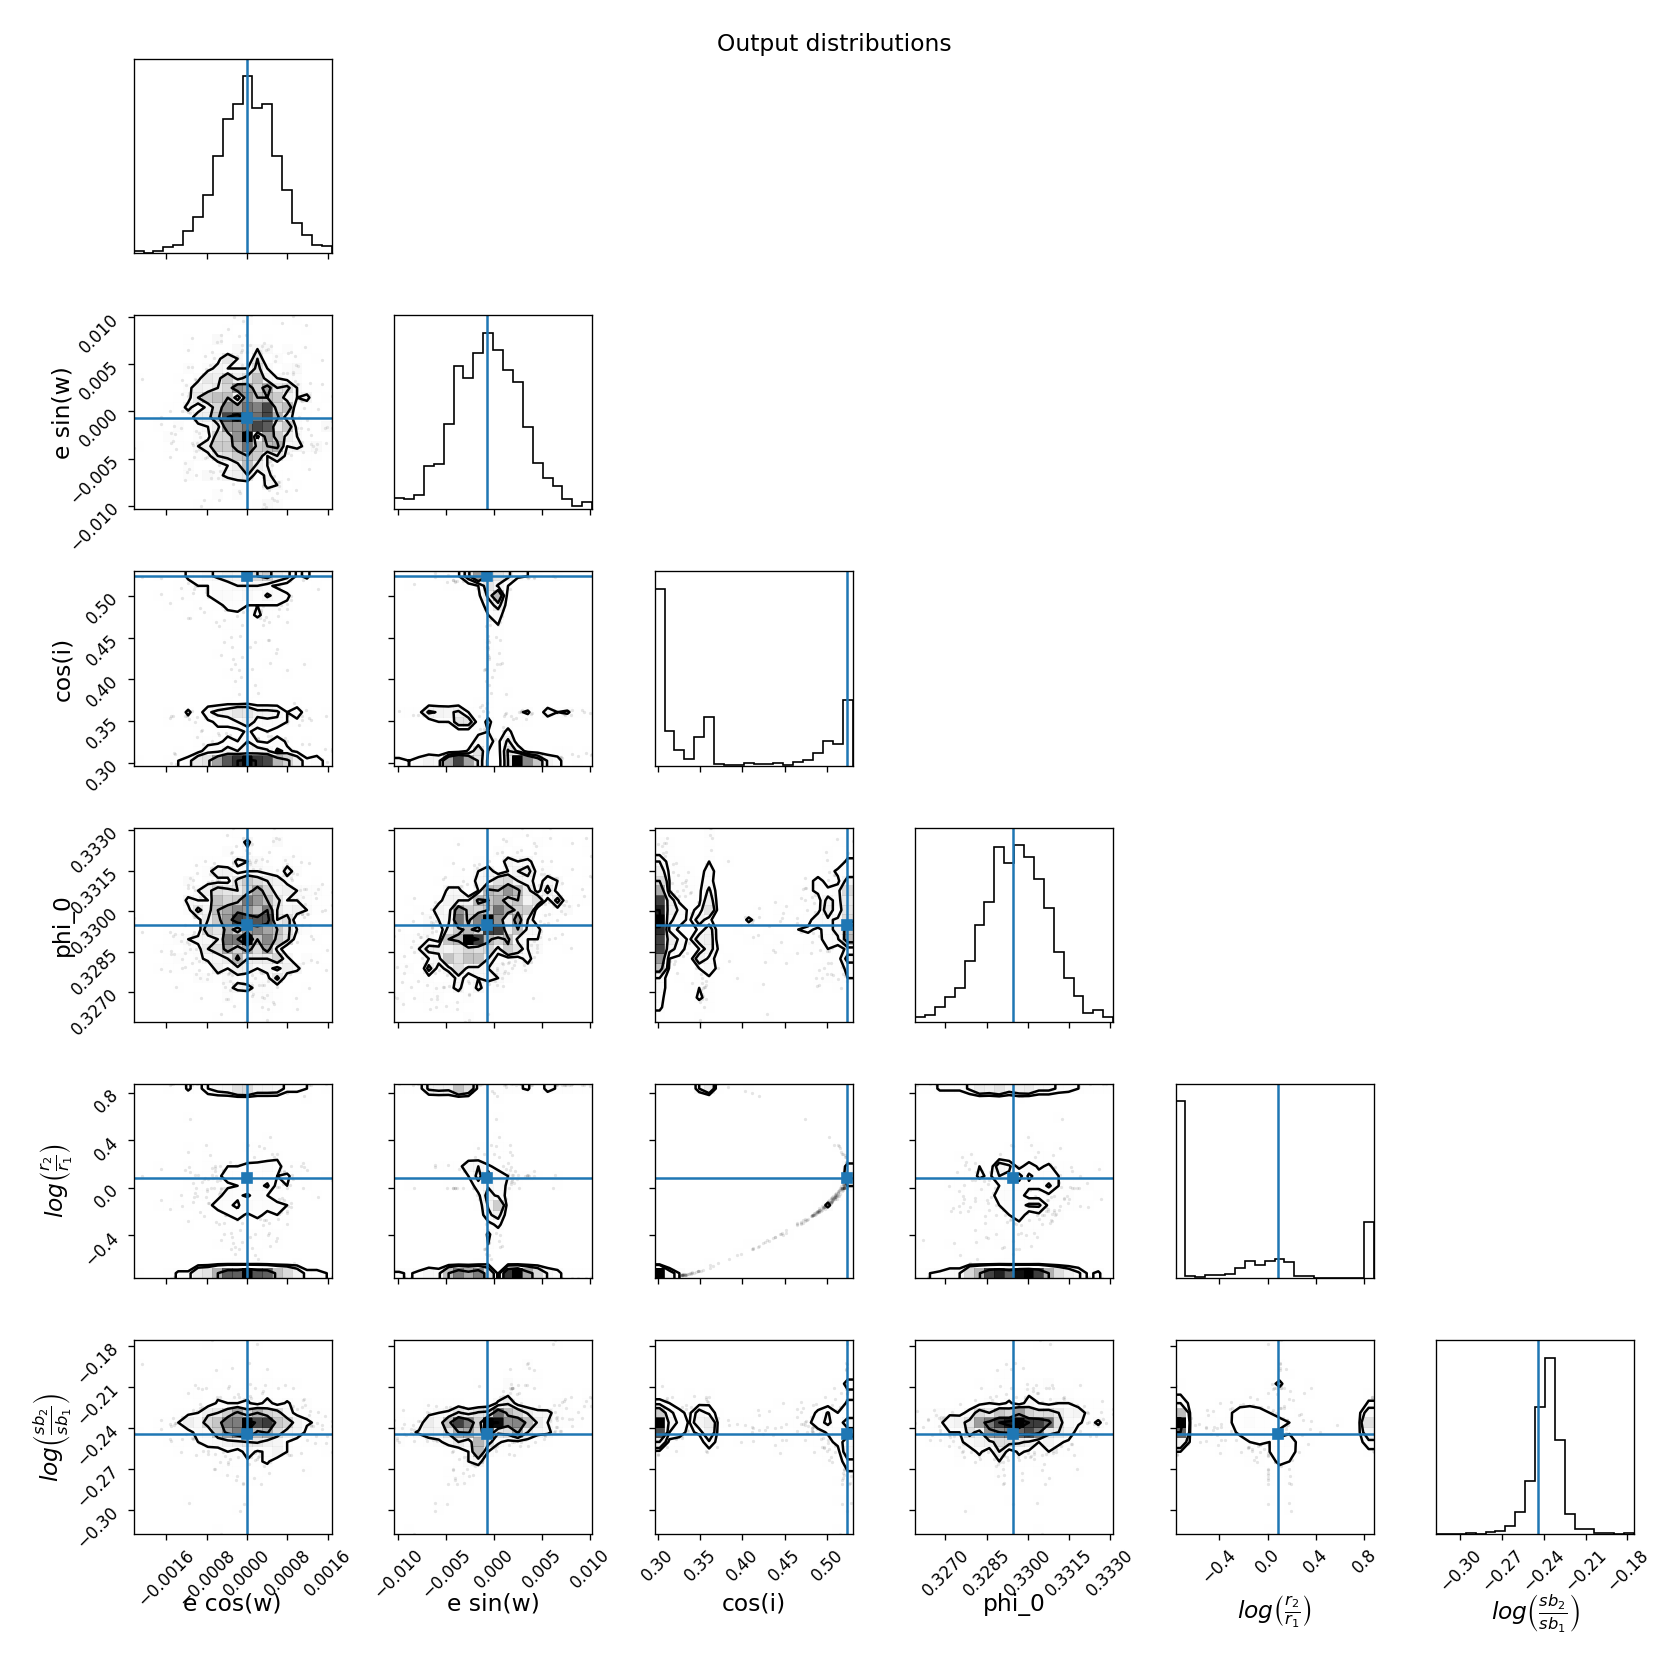 Output distributions
e sin(w)
0.010
0.005
0.000
−0.005
−0.010
cos(i)
0.50
0.45
0.40
0.35
0.30
phi_0
0.3330
0.3315
0.3300
0.3285
0.3270
log(r₂/r₁)
0.8
0.4
0.0
−0.4
log(sb₂/sb₁)
−0.18
−0.21
−0.24
−0.27
−0.30
−0.0016 −0.0008 0.0000 0.0008 0.0016
−0.010 −0.005 0.000 0.005 0.010
0.30 0.35 0.40 0.45 0.50
0.3270 0.3285 0.3300 0.3315 0.3330
−0.4 0.0 0.4 0.8
−0.30 −0.27 −0.24 −0.21 −0.18
e cos(w) e sin(w) cos(i) phi_0 log(r₂/r₁) log(sb₂/sb₁)